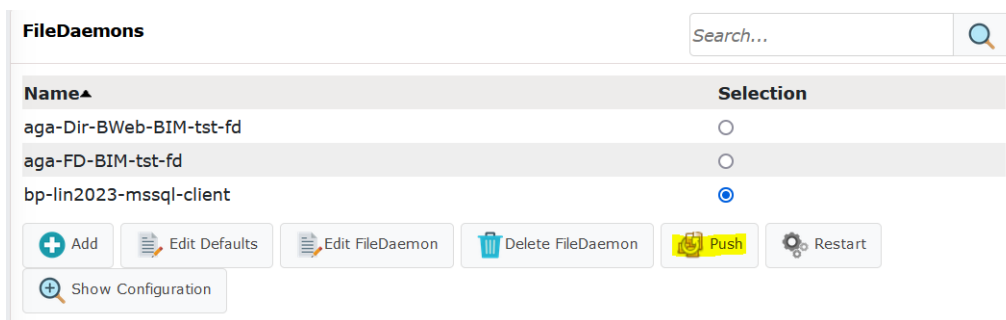 FileDaemons
Search...
Name Selection
aga-Dir-BWeb-BIM-tst-fd
aga-FD-BIM-tst-fd
bp-lin2023-mssql-client
Add Edit Defaults Edit FileDaemon Delete FileDaemon Push Restart
Show Configuration